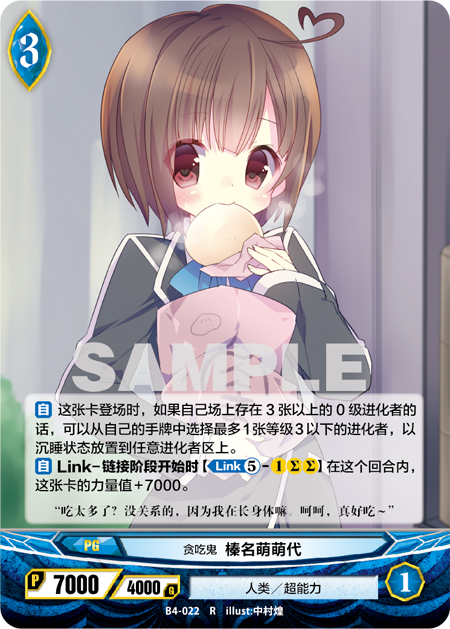 3
SAMPLE
自 这张卡登场时，如果自己场上存在3张以上的0级进化者的
话，可以从自己的手牌中选择最多1张等级3以下的进化者，以
沉睡状态放置到任意进化者区上。
自 Link-链接阶段开始时【Link 5 - 1 Σ Σ】在这个回合内，
这张卡的力量值+7000。
“吃太多了？没关系的，因为我在长身体嘛。呵呵，真好吃~”
PG 贪吃鬼 榛名萌萌代
P 7000 / 4000 G 人类／超能力 1
B4-022 R illust:中村煌